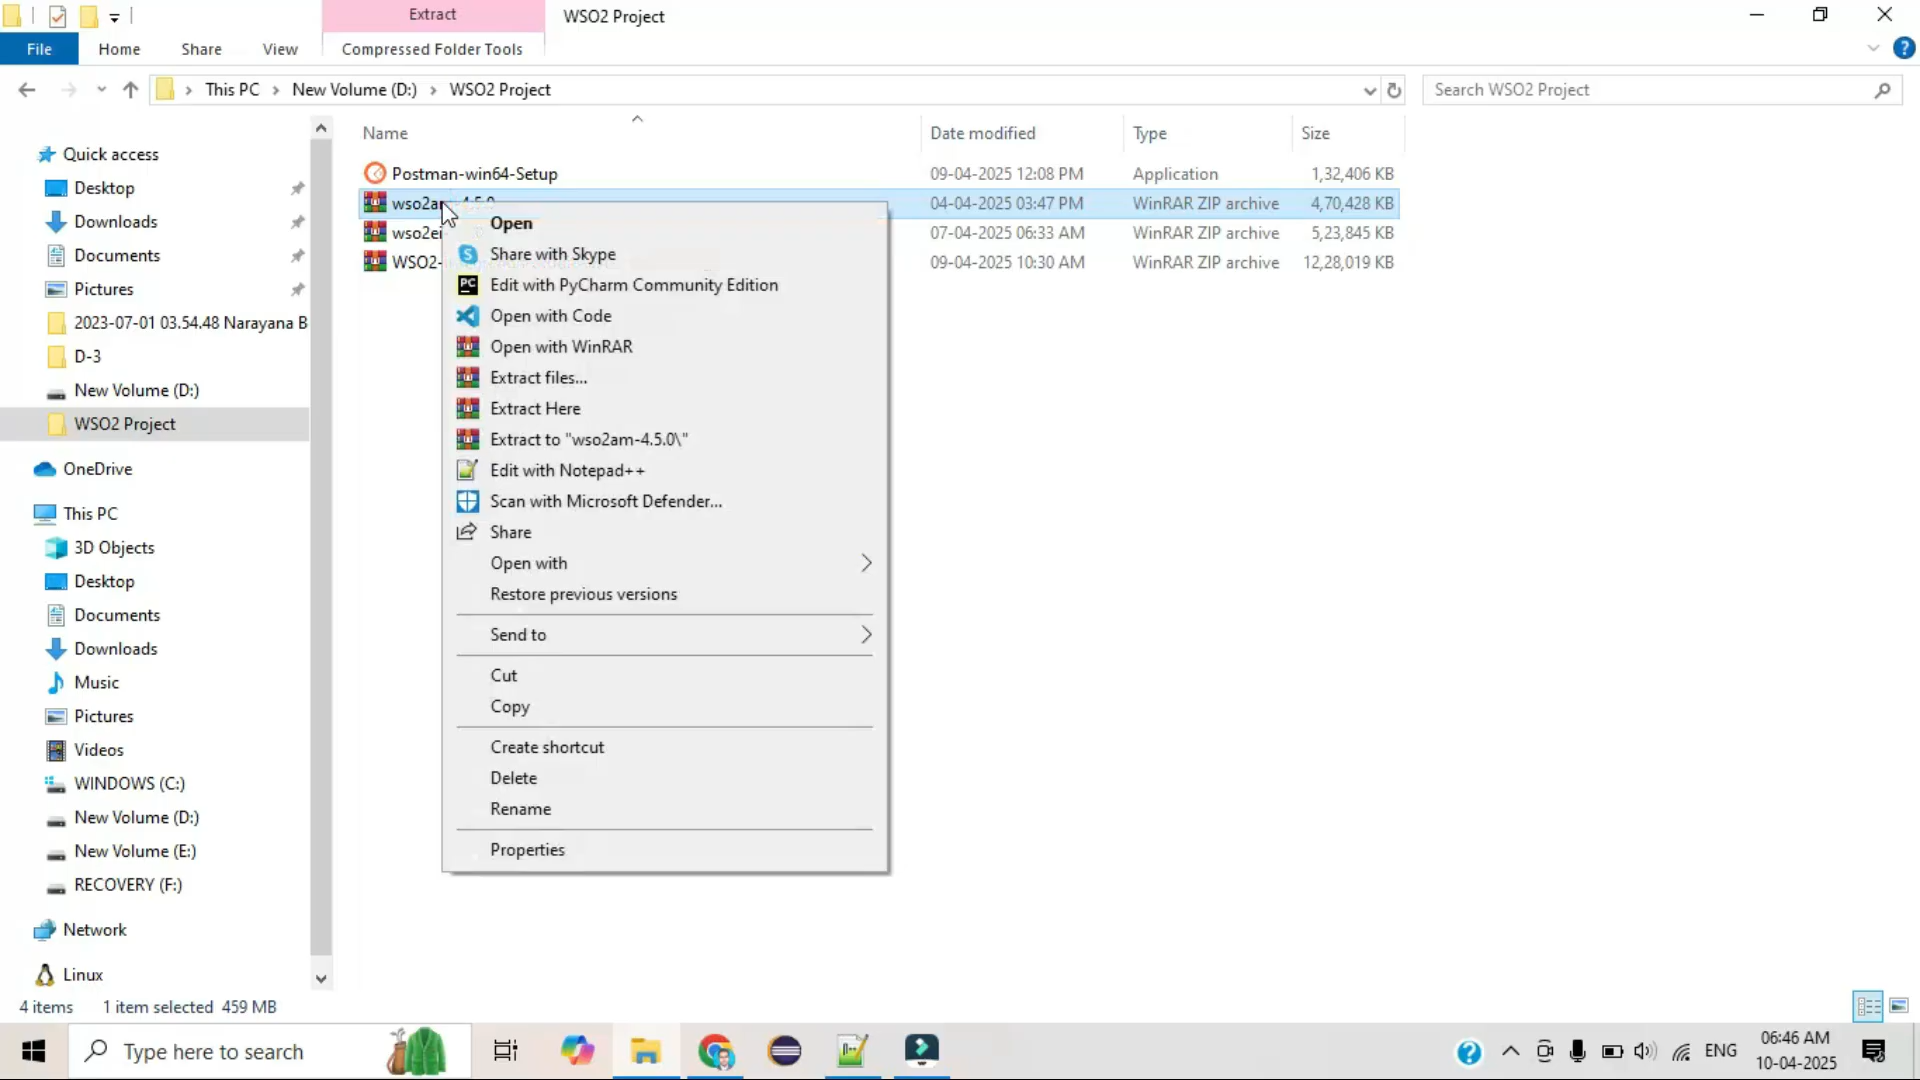 Extract
WSO2 Project
File
Home
Share
View
Compressed Folder Tools
This PC
New Volume (D:)
WSO2 Project
Search WSO2 Project
Name
Date modified
Type
Size
Postman-win64-Setup
09-04-2025 12:08 PM
Application
1,32,406 KB
wso2am-4.5.0
04-04-2025 03:47 PM
WinRAR ZIP archive
4,70,428 KB
07-04-2025 06:33 AM
WinRAR ZIP archive
5,23,845 KB
WSO2-
09-04-2025 10:30 AM
WinRAR ZIP archive
12,28,019 KB
Quick access
Desktop
Downloads
Documents
Pictures
2023-07-01 03.54.48 Narayana B
D-3
New Volume (D:)
WSO2 Project
OneDrive
This PC
3D Objects
Desktop
Documents
Downloads
Music
Pictures
Videos
WINDOWS (C:)
New Volume (D:)
New Volume (E:)
RECOVERY (F:)
Network
Linux
Open
Share with Skype
Edit with PyCharm Community Edition
Open with Code
Open with WinRAR
Extract files...
Extract Here
Extract to "wso2am-4.5.0\"
Edit with Notepad++
Scan with Microsoft Defender...
Share
Open with
Restore previous versions
Send to
Cut
Copy
Create shortcut
Delete
Rename
Properties
4 items
1 item selected 459 MB
Type here to search
ENG
06:46 AM
10-04-2025